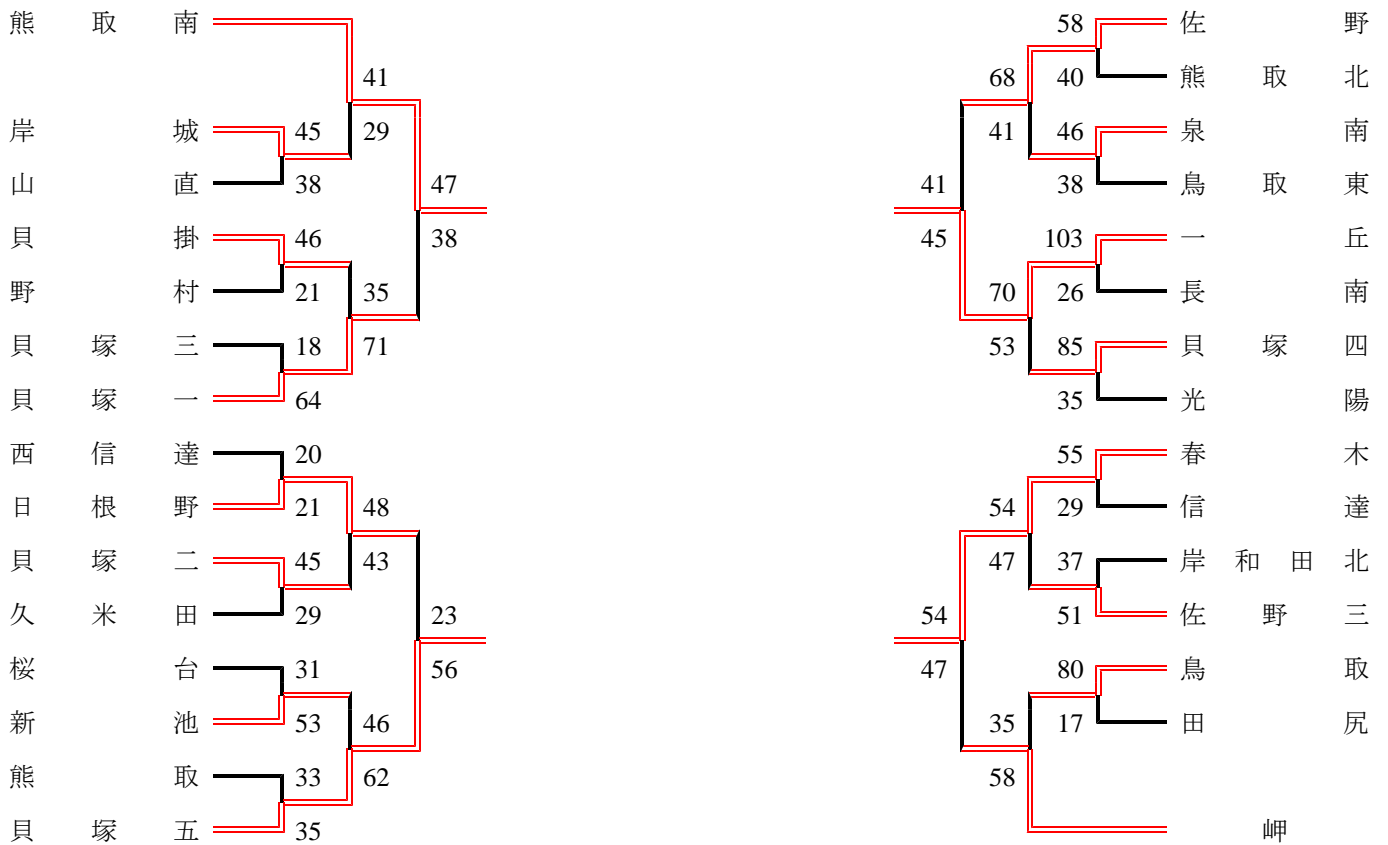 熊取南
41
岸城 45 29
山直 38 47
貝掛 46 38
野村 21 35
貝塚三 18 71
貝塚一 64
西信達 20
日根野 21 48
貝塚二 45 43
久米田 29 23
桜台 31 56
新池 53 46
熊取 33 62
貝塚五 35
58 佐野
68 40 熊取北
41 46 泉南
41 38 鳥取東
45 103 一丘
70 26 長南
53 85 貝塚四
35 光陽
55 春木
54 29 信達
47 37 岸和田北
54 51 佐野三
47 80 鳥取
35 17 田尻
58
岬